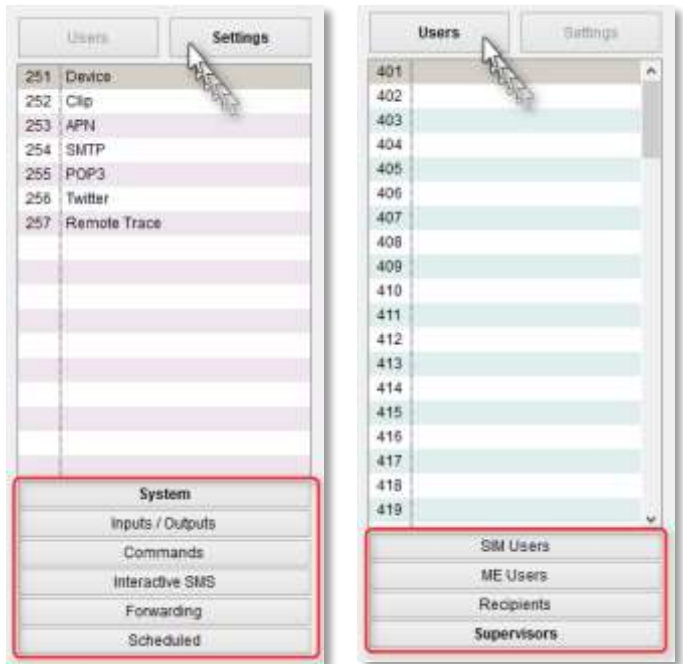 Users Settings
251 Device
252 Clip
253 APN
254 SMTP
255 POP3
256 Twitter
257 Remote Trace
System
Inputs / Outputs
Commands
Interactive SMS
Forwarding
Scheduled
Users Settings
401
402
403
404
405
406
407
408
409
410
411
412
413
414
415
416
417
418
419
SIM Users
ME Users
Recipients
Supervisors